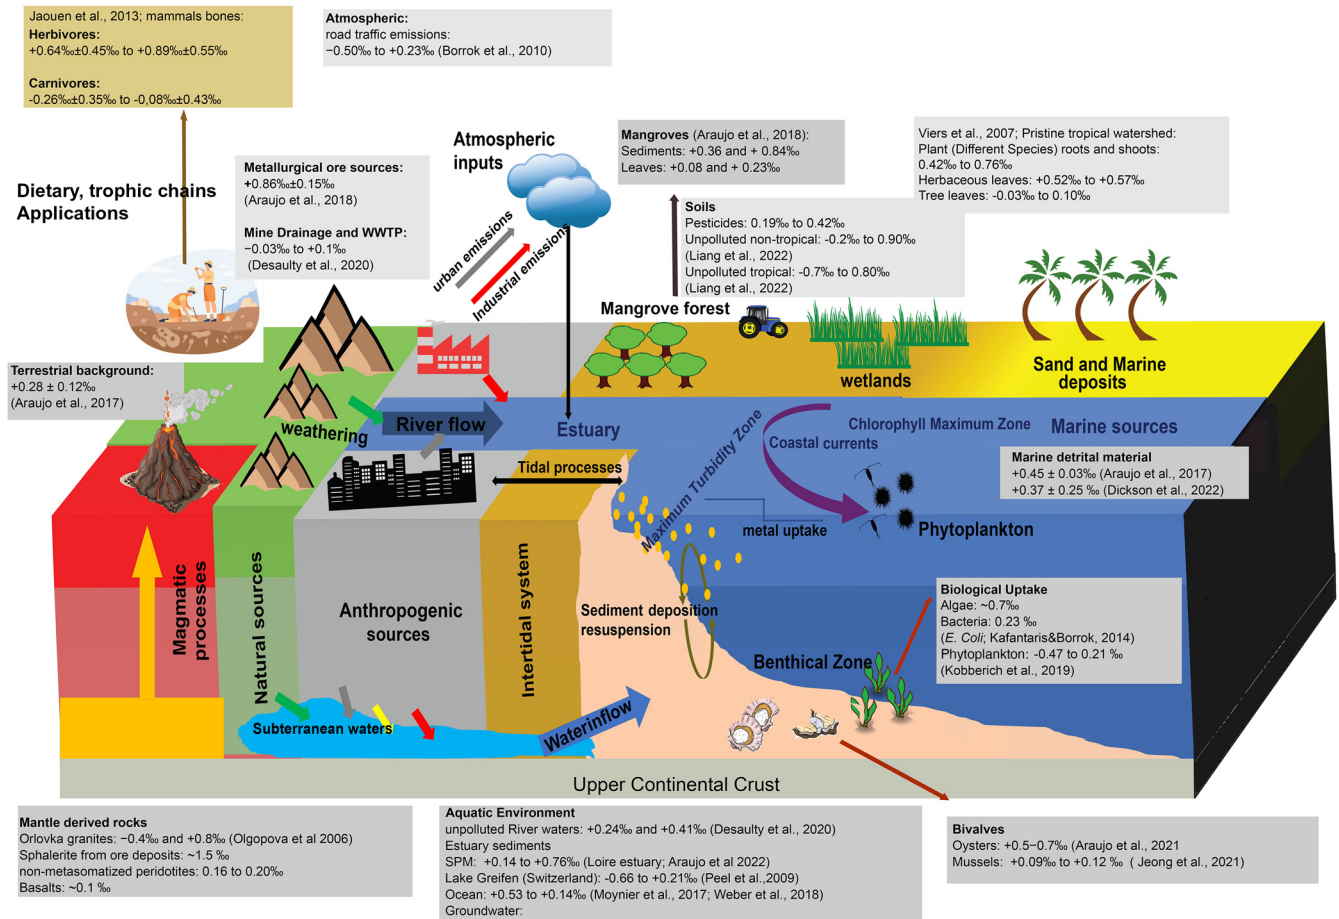 Jaouen et al., 2013; mammals bones:
Herbivores:
+0.64‰±0.45‰ to +0.89‰±0.55‰
Carnivores:
-0.26‰±0.35‰ to -0,08‰±0.43‰
Atmospheric:
road traffic emissions:
−0.50‰ to +0.23‰ (Borrok et al., 2010)
Dietary, trophic chains
Applications
Metallurgical ore sources:
+0.86‰±0.15‰
(Araujo et al., 2018)
Mine Drainage and WWTP:
−0.03‰ to +0.1‰
(Desaulty et al., 2020)
Atmospheric
inputs
urban emissions
Industrial emissions
Mangroves (Araujo et al., 2018):
Sediments: +0.36 and + 0.84‰
Leaves: +0.08 and + 0.23‰
Viers et al., 2007; Pristine tropical watershed:
Plant (Different Species) roots and shoots:
0.42‰ to 0.76‰
Herbaceous leaves: +0.52‰ to +0.57‰
Tree leaves: -0.03‰ to 0.10‰
Soils
Pesticides: 0.19‰ to 0.42‰
Unpolluted non-tropical: -0.2‰ to 0.90‰
(Liang et al., 2022)
Unpolluted tropical: -0.7‰ to 0.80‰
(Liang et al., 2022)
Mangrove forest
wetlands
Sand and Marine
deposits
Terrestrial background:
+0.28 ± 0.12‰
(Araujo et al., 2017)
weathering
River flow
Estuary
Maximum Turbidity Zone
Coastal currents
Chlorophyll Maximum Zone
Marine sources
Marine detrital material
+0.45 ± 0.03‰ (Araujo et al., 2017)
+0.37 ± 0.25 ‰ (Dickson et al., 2022)
Tidal processes
metal uptake
Phytoplankton
Magmatic
processes
Natural sources
Anthropogenic
sources
Intertidal system
Sediment deposition
resuspension
Benthical Zone
Biological Uptake
Algae: ~0.7‰
Bacteria: 0.23 ‰
(E. Coli; Kafantaris&Borrok, 2014)
Phytoplankton: -0.47 to 0.21 ‰
(Kobberich et al., 2019)
Subterranean waters
Waterinflow
Upper Continental Crust
Mantle derived rocks
Orlovka granites: −0.4‰ and +0.8‰ (Olgopova et al 2006)
Sphalerite from ore deposits: ~1.5 ‰
non-metasomatized peridotites: 0.16 to 0.20‰
Basalts: ~0.1 ‰
Aquatic Environment
unpolluted River waters: +0.24‰ and +0.41‰ (Desaulty et al., 2020)
Estuary sediments
SPM: +0.14 to +0.76‰ (Loire estuary; Araujo et al 2022)
Lake Greifen (Switzerland): -0.66 to +0.21‰ (Peel et al.,2009)
Ocean: +0.53 to +0.14‰ (Moynier et al., 2017; Weber et al., 2018)
Groundwater:
Bivalves
Oysters: +0.5−0.7‰ (Araujo et al., 2021
Mussels: +0.09‰ to +0.12 ‰ ( Jeong et al., 2021)